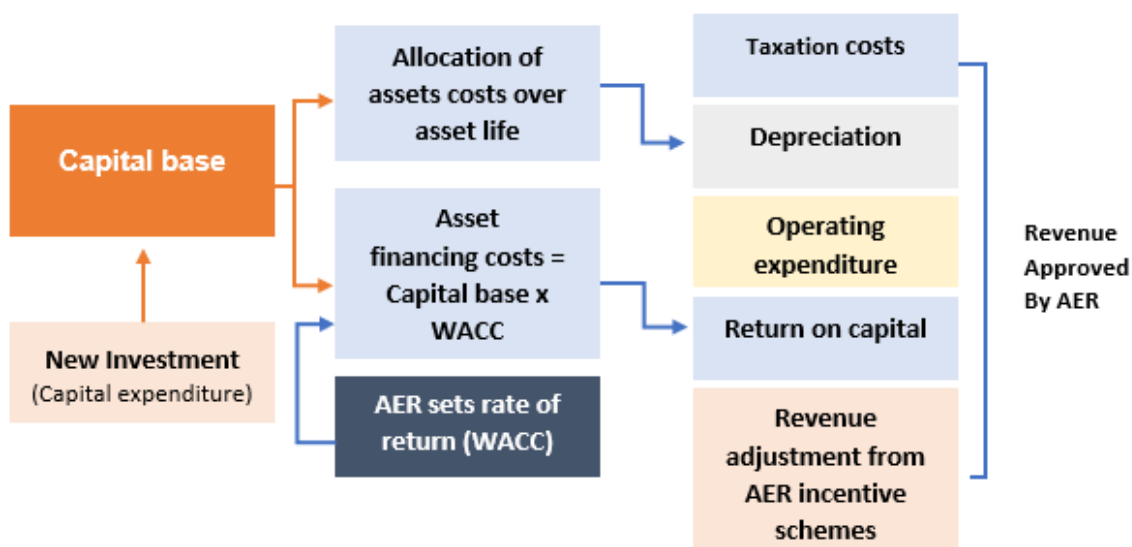 Capital base
New Investment
(Capital expenditure)
Allocation of
assets costs over
asset life
Asset
financing costs =
Capital base x
WACC
AER sets rate of
return (WACC)
Taxation costs
Depreciation
Operating
expenditure
Return on capital
Revenue
adjustment from
AER incentive
schemes
Revenue
Approved
By AER